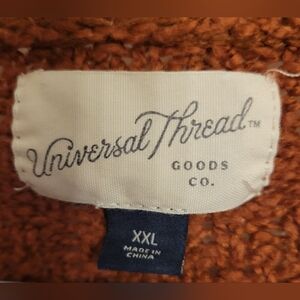 Universal Thread™
GOODS
CO.
XXL
MADE IN
CHINA